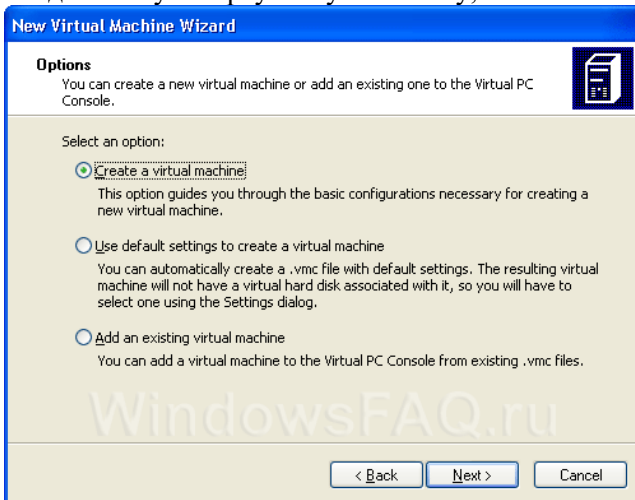 New Virtual Machine Wizard
Options
You can create a new virtual machine or add an existing one to the Virtual PC
Console.
Select an option:
Create a virtual machine
This option guides you through the basic configurations necessary for creating a
new virtual machine.
Use default settings to create a virtual machine
You can automatically create a .vmc file with default settings. The resulting virtual
machine will not have a virtual hard disk associated with it, so you will have to
select one using the Settings dialog.
Add an existing virtual machine
You can add a virtual machine to the Virtual PC Console from existing .vmc files.
WindowsFAQ.ru
< Back Next > Cancel